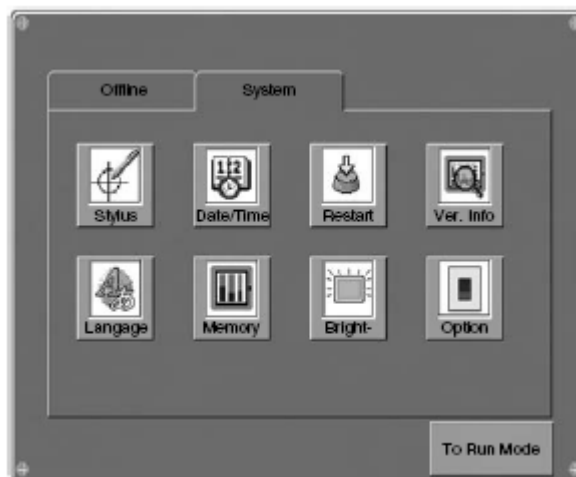 Offline
System
Stylus
Date/Time
Restart
Ver. Info
Langage
Memory
Bright-
Option
To Run Mode